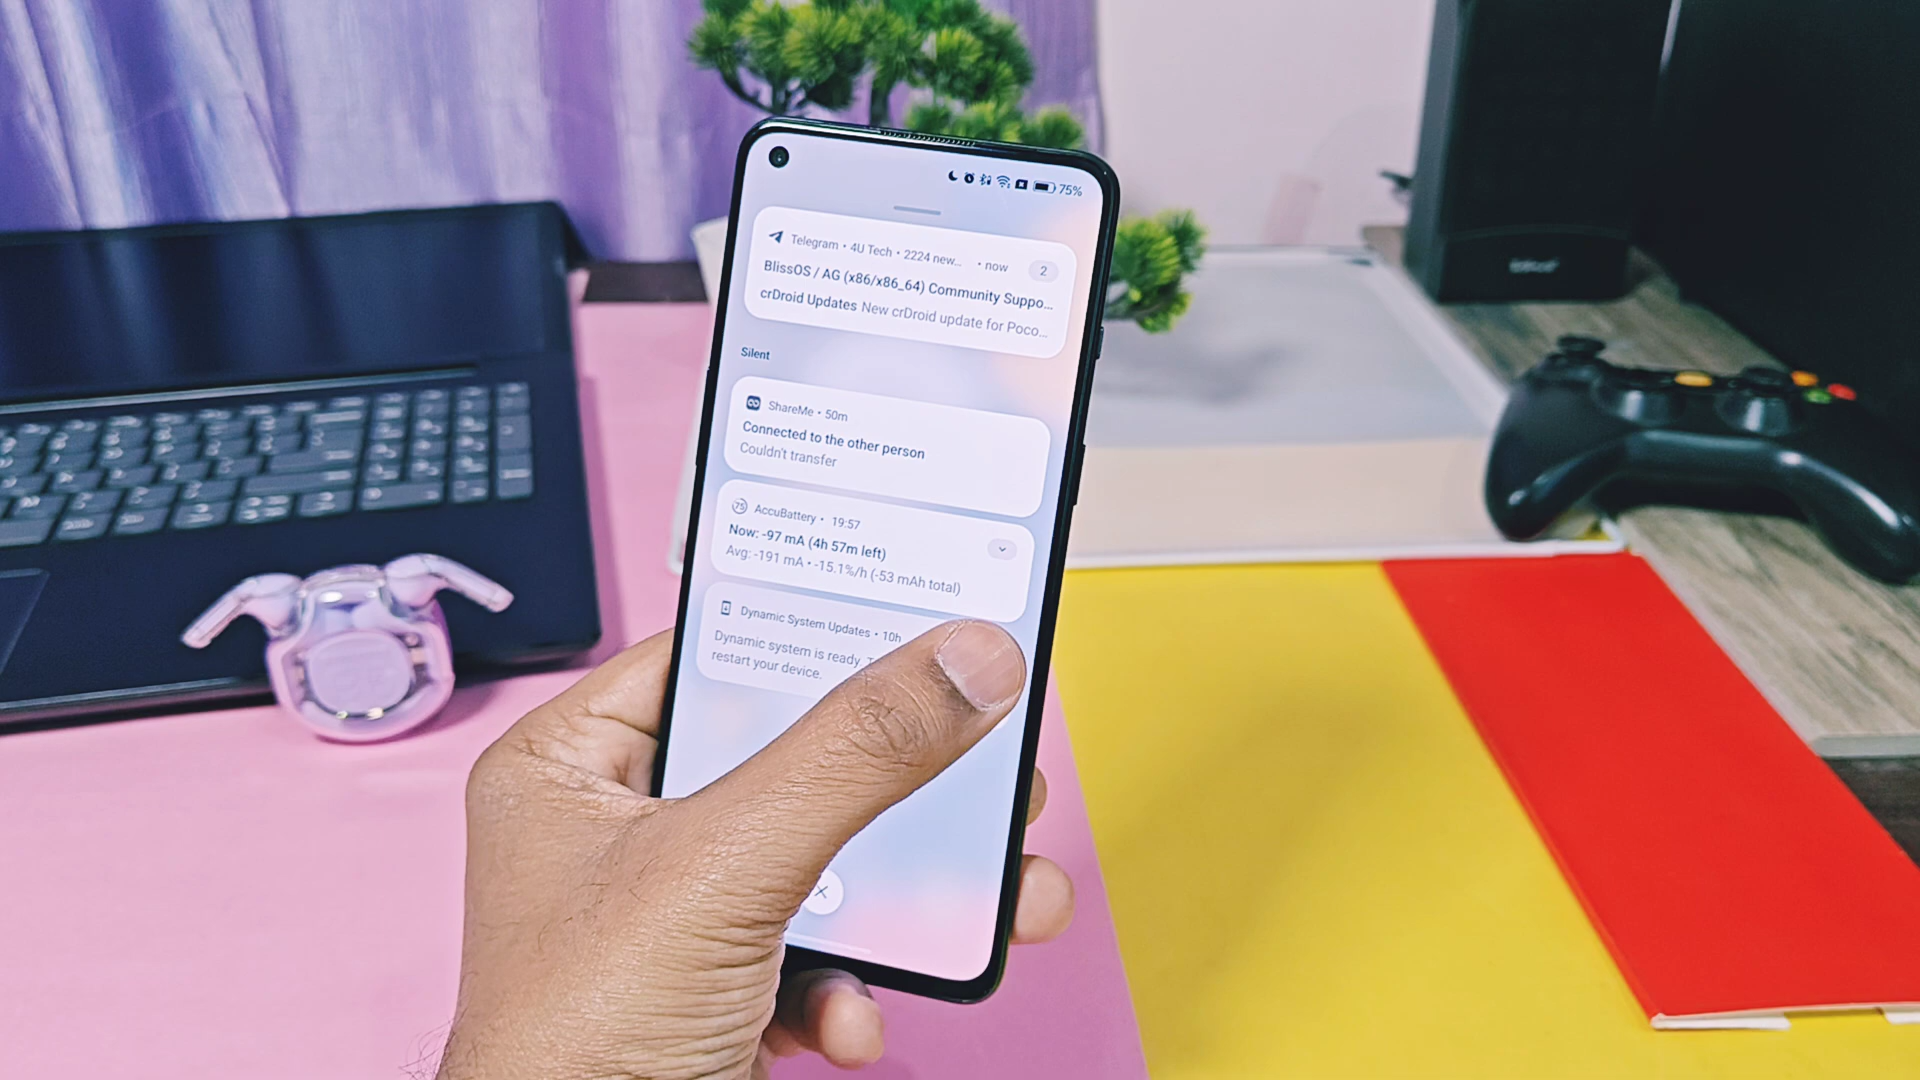 75%
Telegram • 4U Tech • 2224 new... • now 2
BlissOS / AG (x86/x86_64) Community Suppo...
crDroid Updates New crDroid update for Poco...
Silent
ShareMe • 50m
Connected to the other person
Couldn't transfer
75 AccuBattery • 19:57
Now: -97 mA (4h 57m left)
Avg: -191 mA • -15.1%/h (-53 mAh total)
Dynamic System Updates • 10h
Dynamic system is ready.
restart your device.